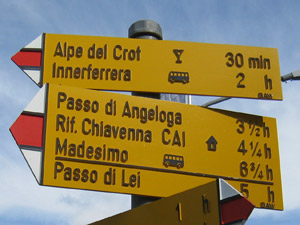 Alpe del Crot 30 min
Innerferrera 2 h
Passo di Angeloga 3 ½
Rif. Chiavenna CAI 4 ¼ h
Madesimo 6 ¾
Passo di Lei 5 h
1 h